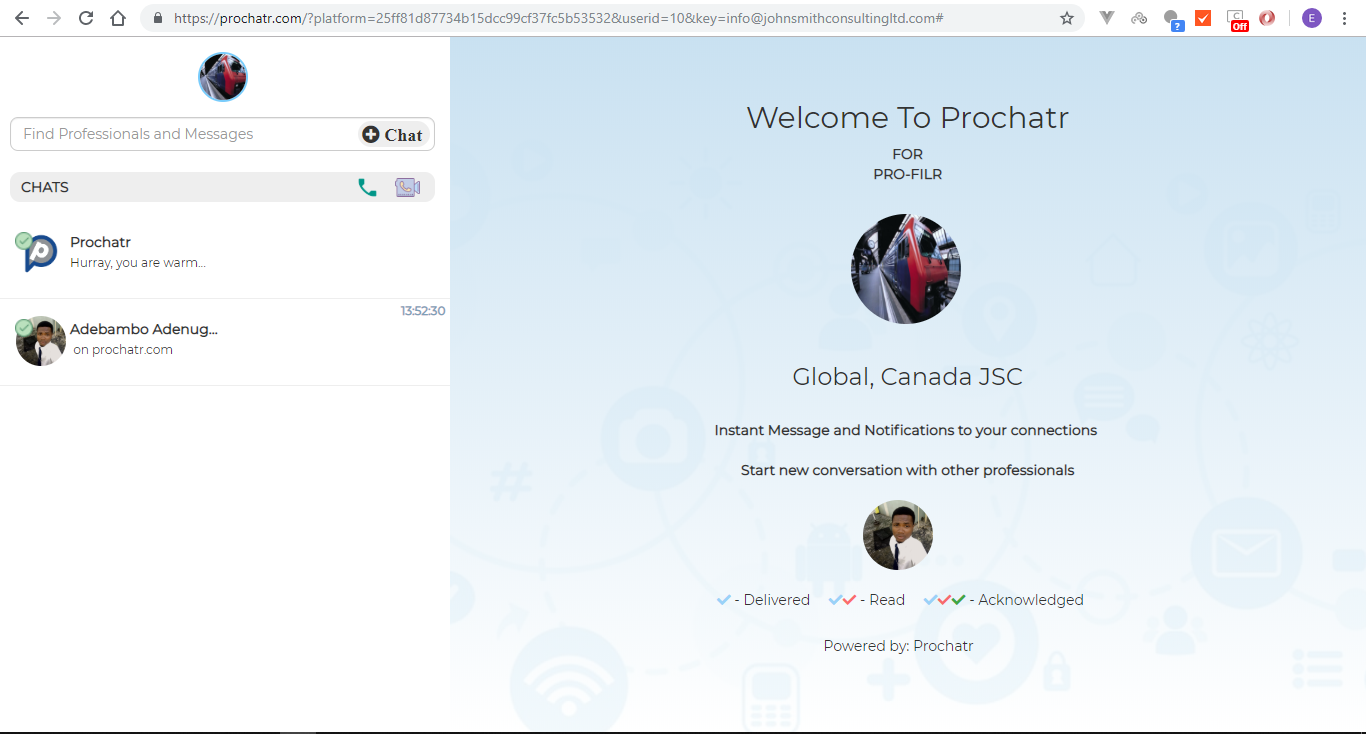 https://prochatr.com/?platform=25ff81d87734b15dcc99cf37fc5b53532&userid=10&key=info@johnsmithconsultingltd.com#
?
C
Off
E
Find Professionals and Messages
Chat
CHATS
Prochatr
Hurray, you are warm...
13:52:30
Adebambo Adenug...
on prochatr.com
Welcome To Prochatr
FOR
PRO-FILR
Global, Canada JSC
Instant Message and Notifications to your connections
Start new conversation with other professionals
- Delivered - Read - Acknowledged
Powered by: Prochatr